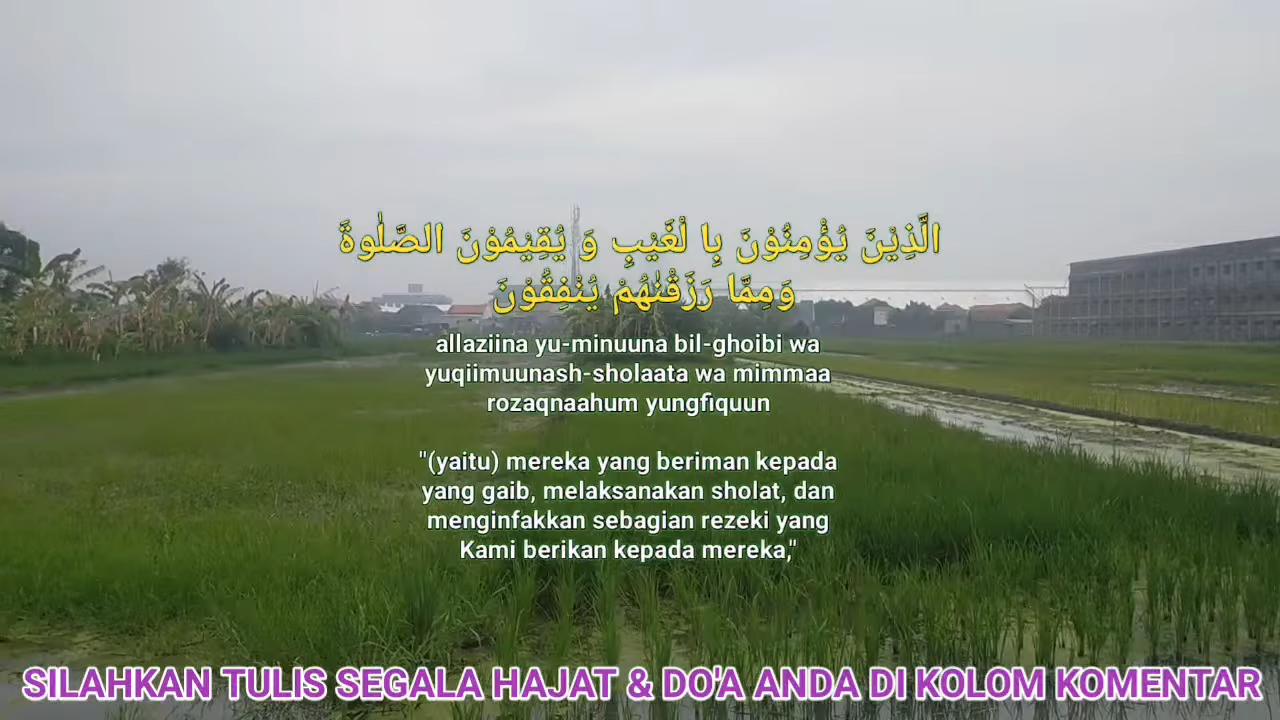 الَّذِيْنَ يُؤْمِنُوْنَ بِا لْغَيْبِ وَ يُقِيْمُوْنَ الصَّلٰوةَ
وَمِمَّا رَزَقْنٰهُمْ يُنْفِقُوْنَ
allaziina yu-minuuna bil-ghoibi wa
yuqiimuunash-sholaata wa mimmaa
rozaqnaahum yungfiquun
"(yaitu) mereka yang beriman kepada
yang gaib, melaksanakan sholat, dan
menginfakkan sebagian rezeki yang
Kami berikan kepada mereka,"
SILAHKAN TULIS SEGALA HAJAT & DO'A ANDA DI KOLOM KOMENTAR